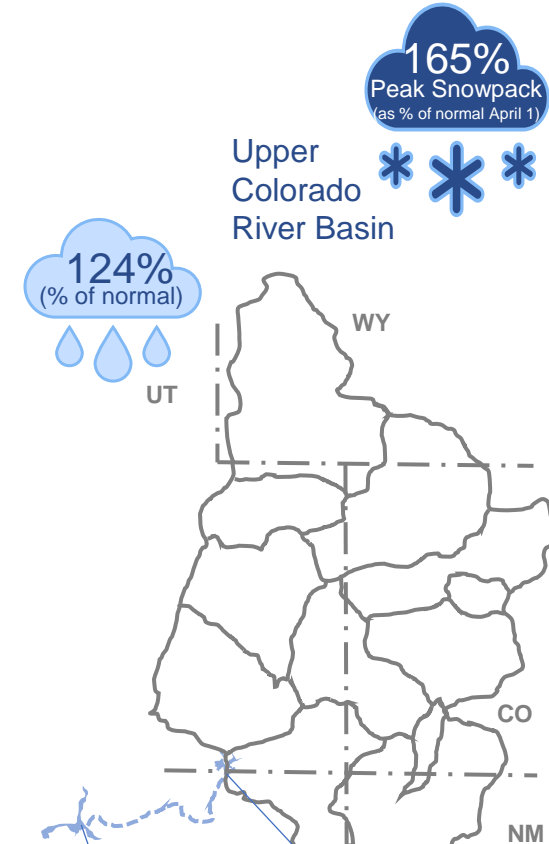 165%
Peak Snowpack
(as % of normal April 1)
Upper
Colorado
River Basin
124%
(% of normal)
WY
UT
CO
NM